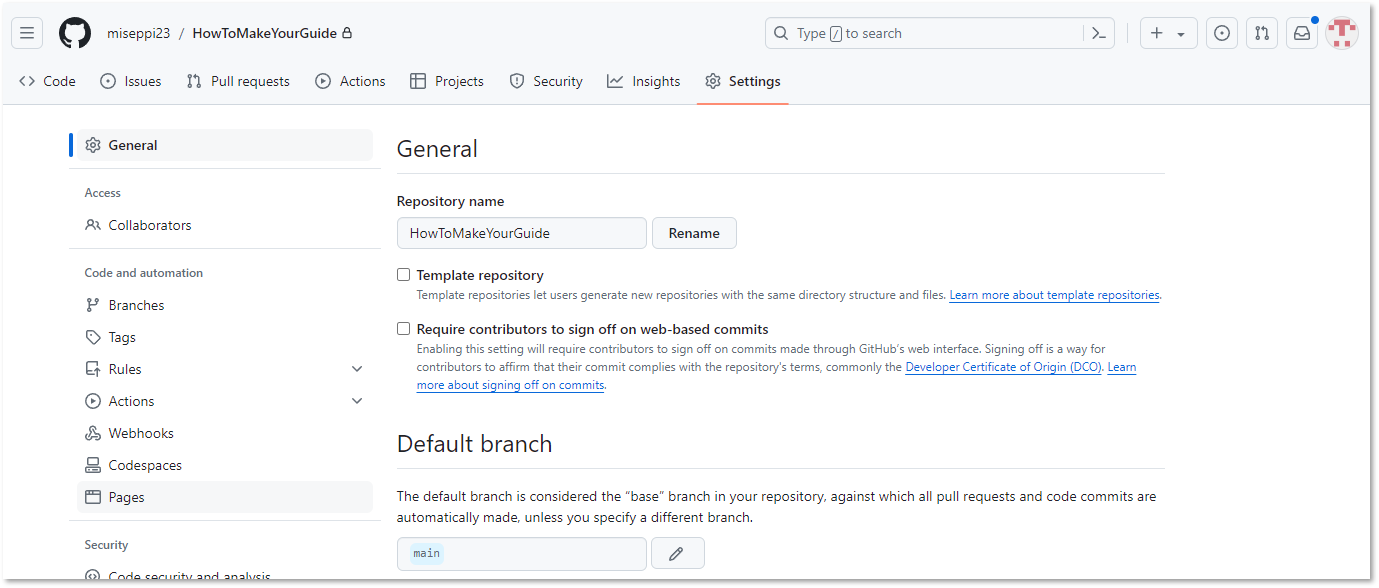 miseppi23 / HowToMakeYourGuide
Type / to search
Code
Issues
Pull requests
Actions
Projects
Security
Insights
Settings
General
Access
Collaborators
Code and automation
Branches
Tags
Rules
Actions
Webhooks
Codespaces
Pages
Security
Code security and analysis
General
Repository name
HowToMakeYourGuide
Rename
Template repository
Template repositories let users generate new repositories with the same directory structure and files. Learn more about template repositories.
Require contributors to sign off on web-based commits
Enabling this setting will require contributors to sign off on commits made through GitHub’s web interface. Signing off is a way for
contributors to affirm that their commit complies with the repository's terms, commonly the Developer Certificate of Origin (DCO). Learn
more about signing off on commits.
Default branch
The default branch is considered the “base” branch in your repository, against which all pull requests and code commits are
automatically made, unless you specify a different branch.
main